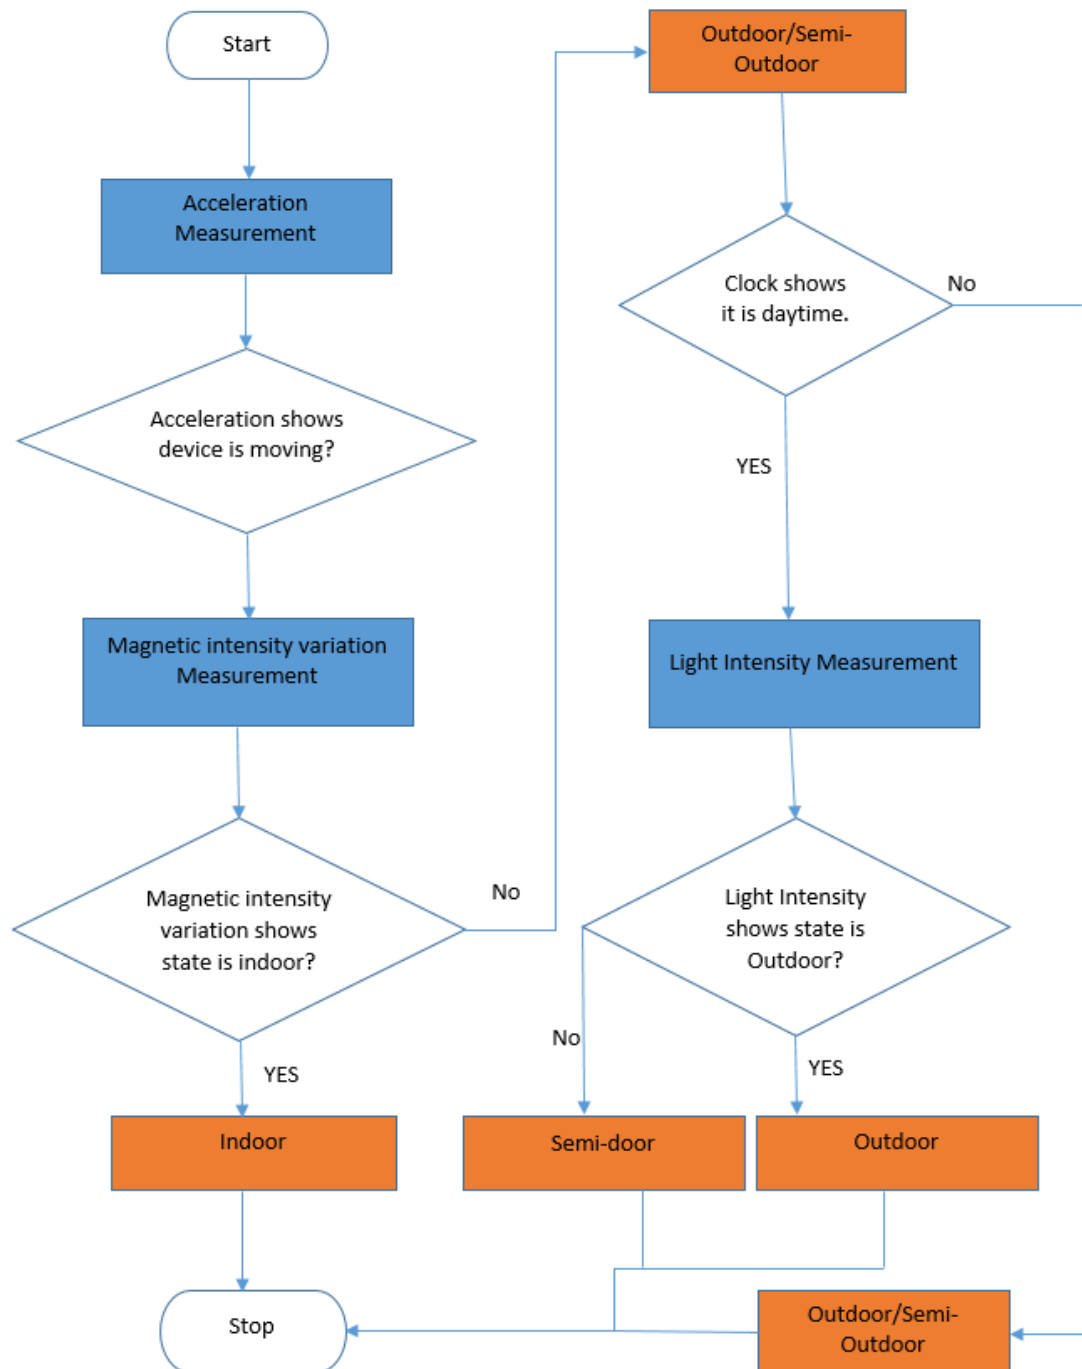 Start
Acceleration
Measurement
Acceleration shows
device is moving?
Magnetic intensity variation
Measurement
Magnetic intensity
variation shows
state is indoor?
No
YES
Indoor
Stop
Outdoor/Semi-
Outdoor
Clock shows
it is daytime.
No
YES
Light Intensity Measurement
Light Intensity
shows state is
Outdoor?
No
YES
Semi-door
Outdoor
Outdoor/Semi-
Outdoor